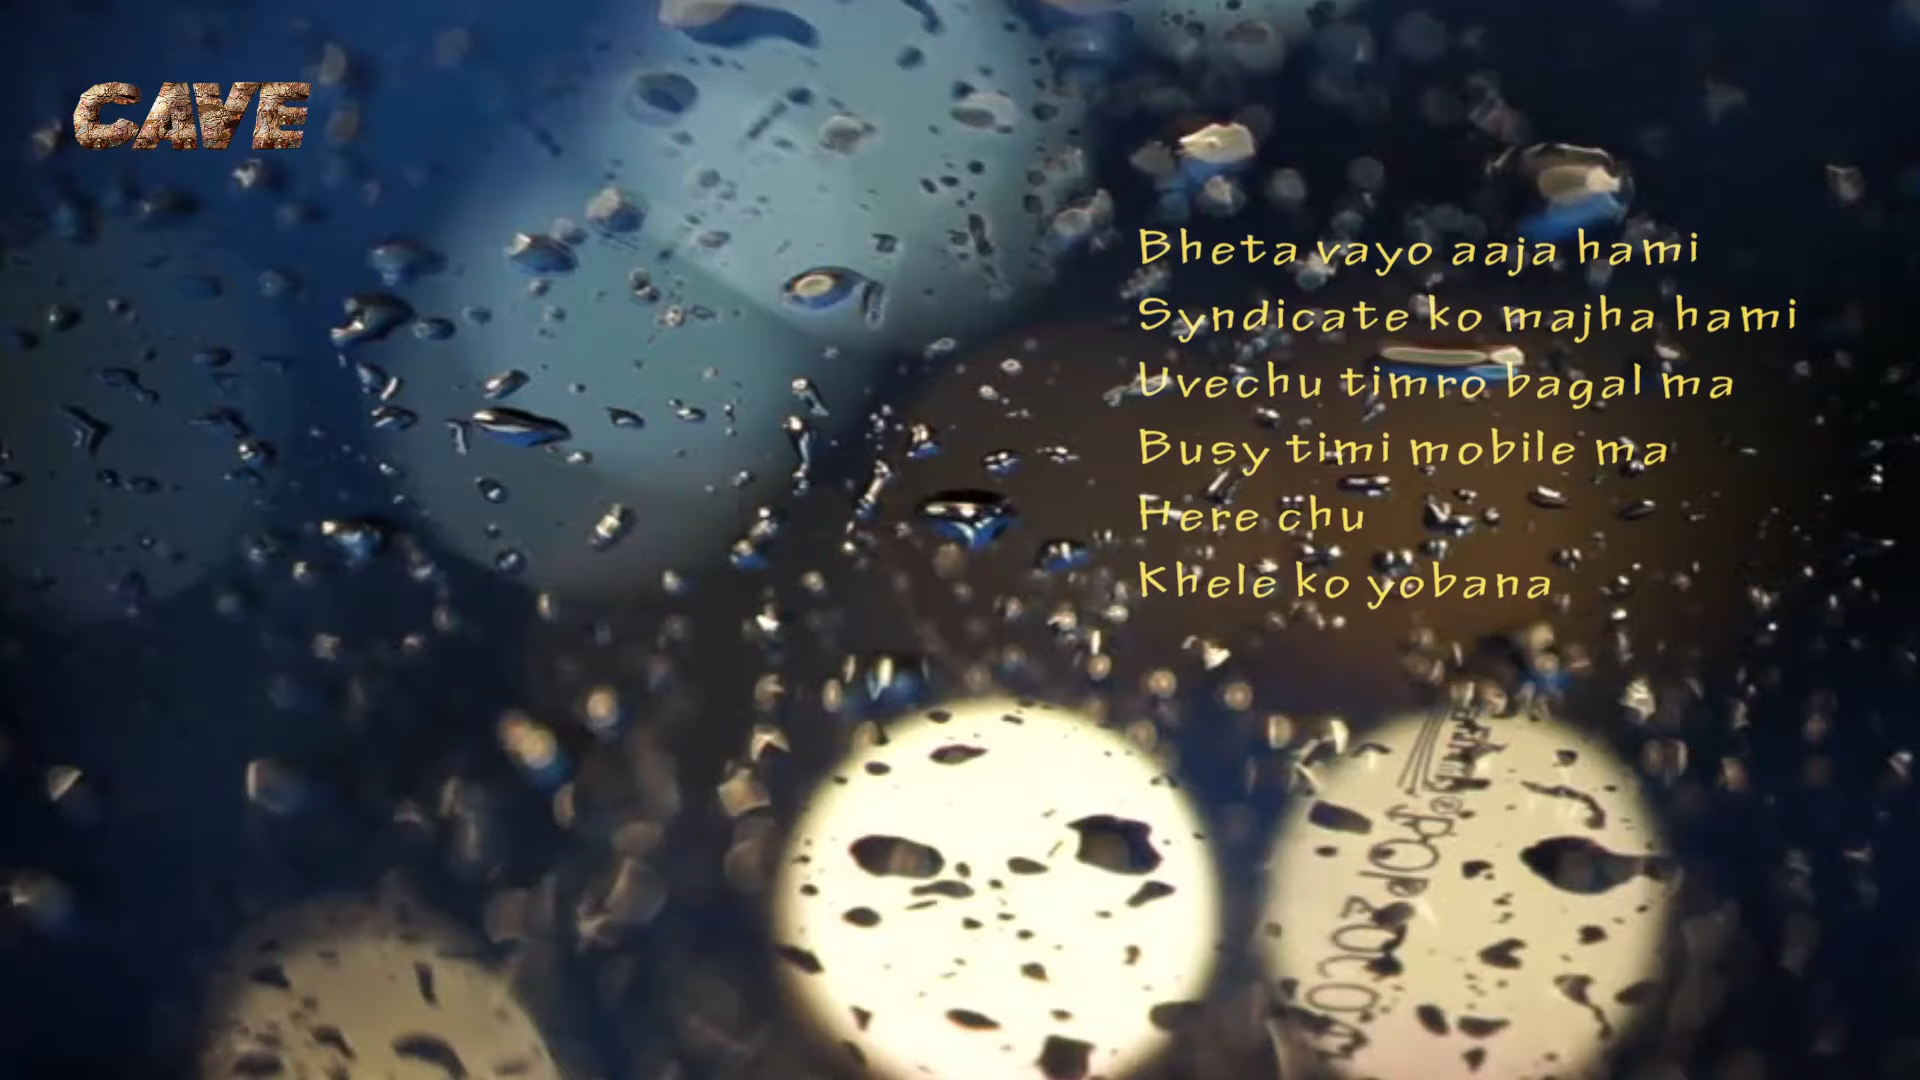 CAVE
Bheta vayo aaja hami
Syndicate ko majha hami
Uvechu timro bagal ma
Busy timi mobile ma
Here chu
Khele ko yobana